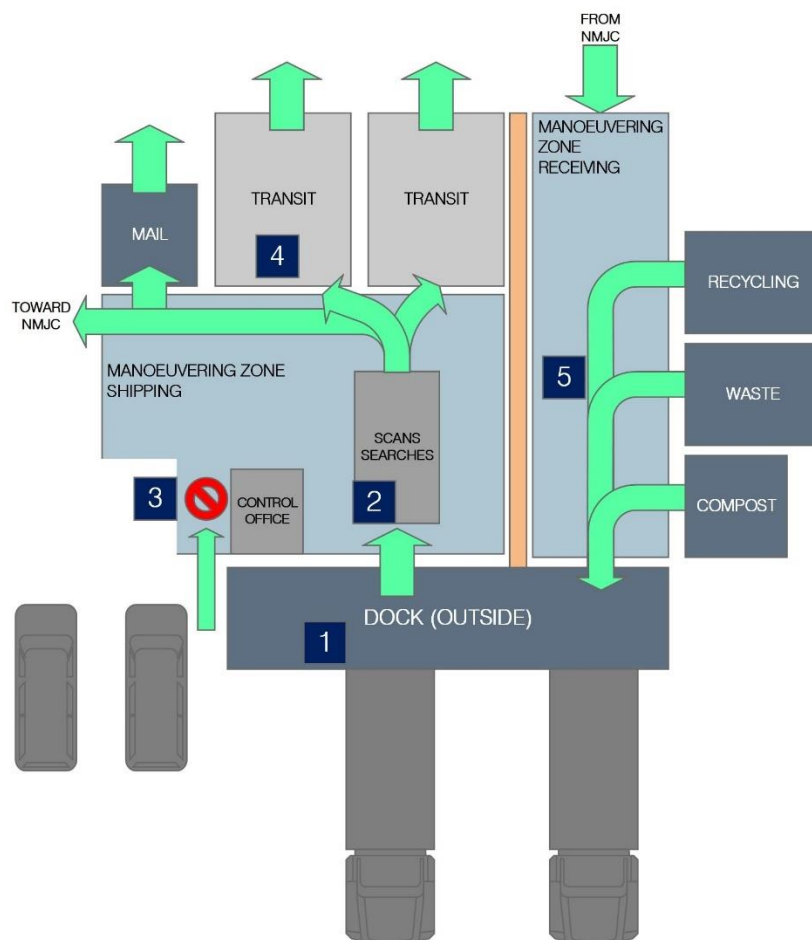 FROM
NMJC
MANOEUVERING
ZONE
RECEIVING
TRANSIT
TRANSIT
MAIL
4
RECYCLING
TOWARD
NMJC
MANOEUVERING ZONE
SHIPPING
5
WASTE
SCANS
SEARCHES
3
2
CONTROL
OFFICE
COMPOST
DOCK (OUTSIDE)
1